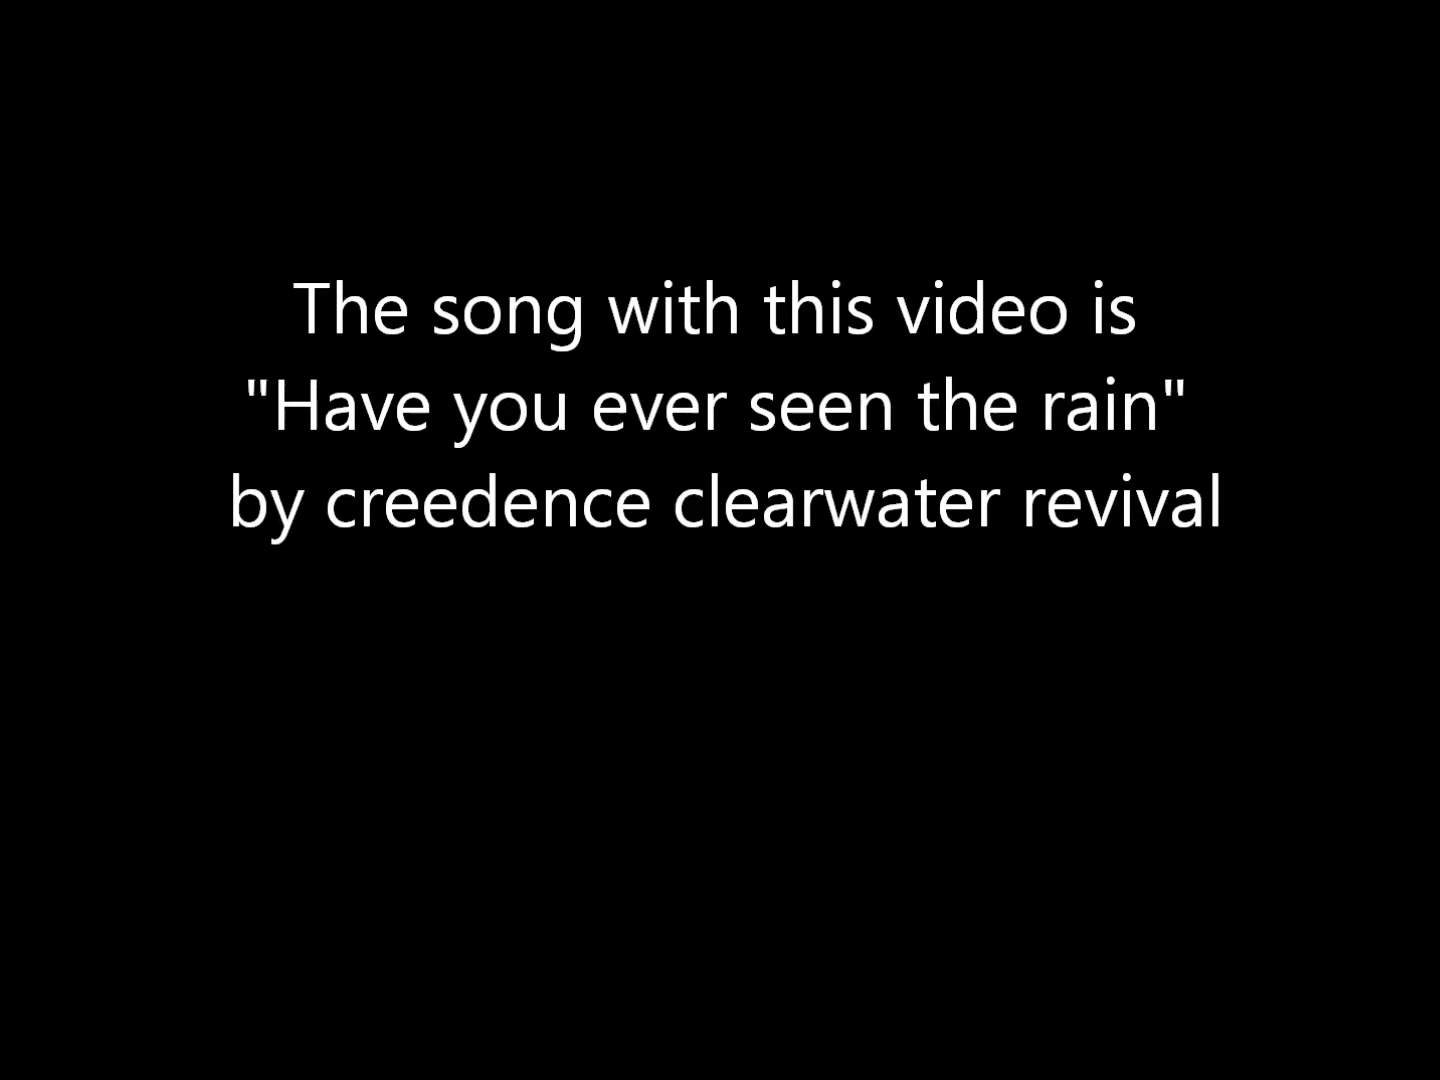 The song with this video is
"Have you ever seen the rain"
by creedence clearwater revival